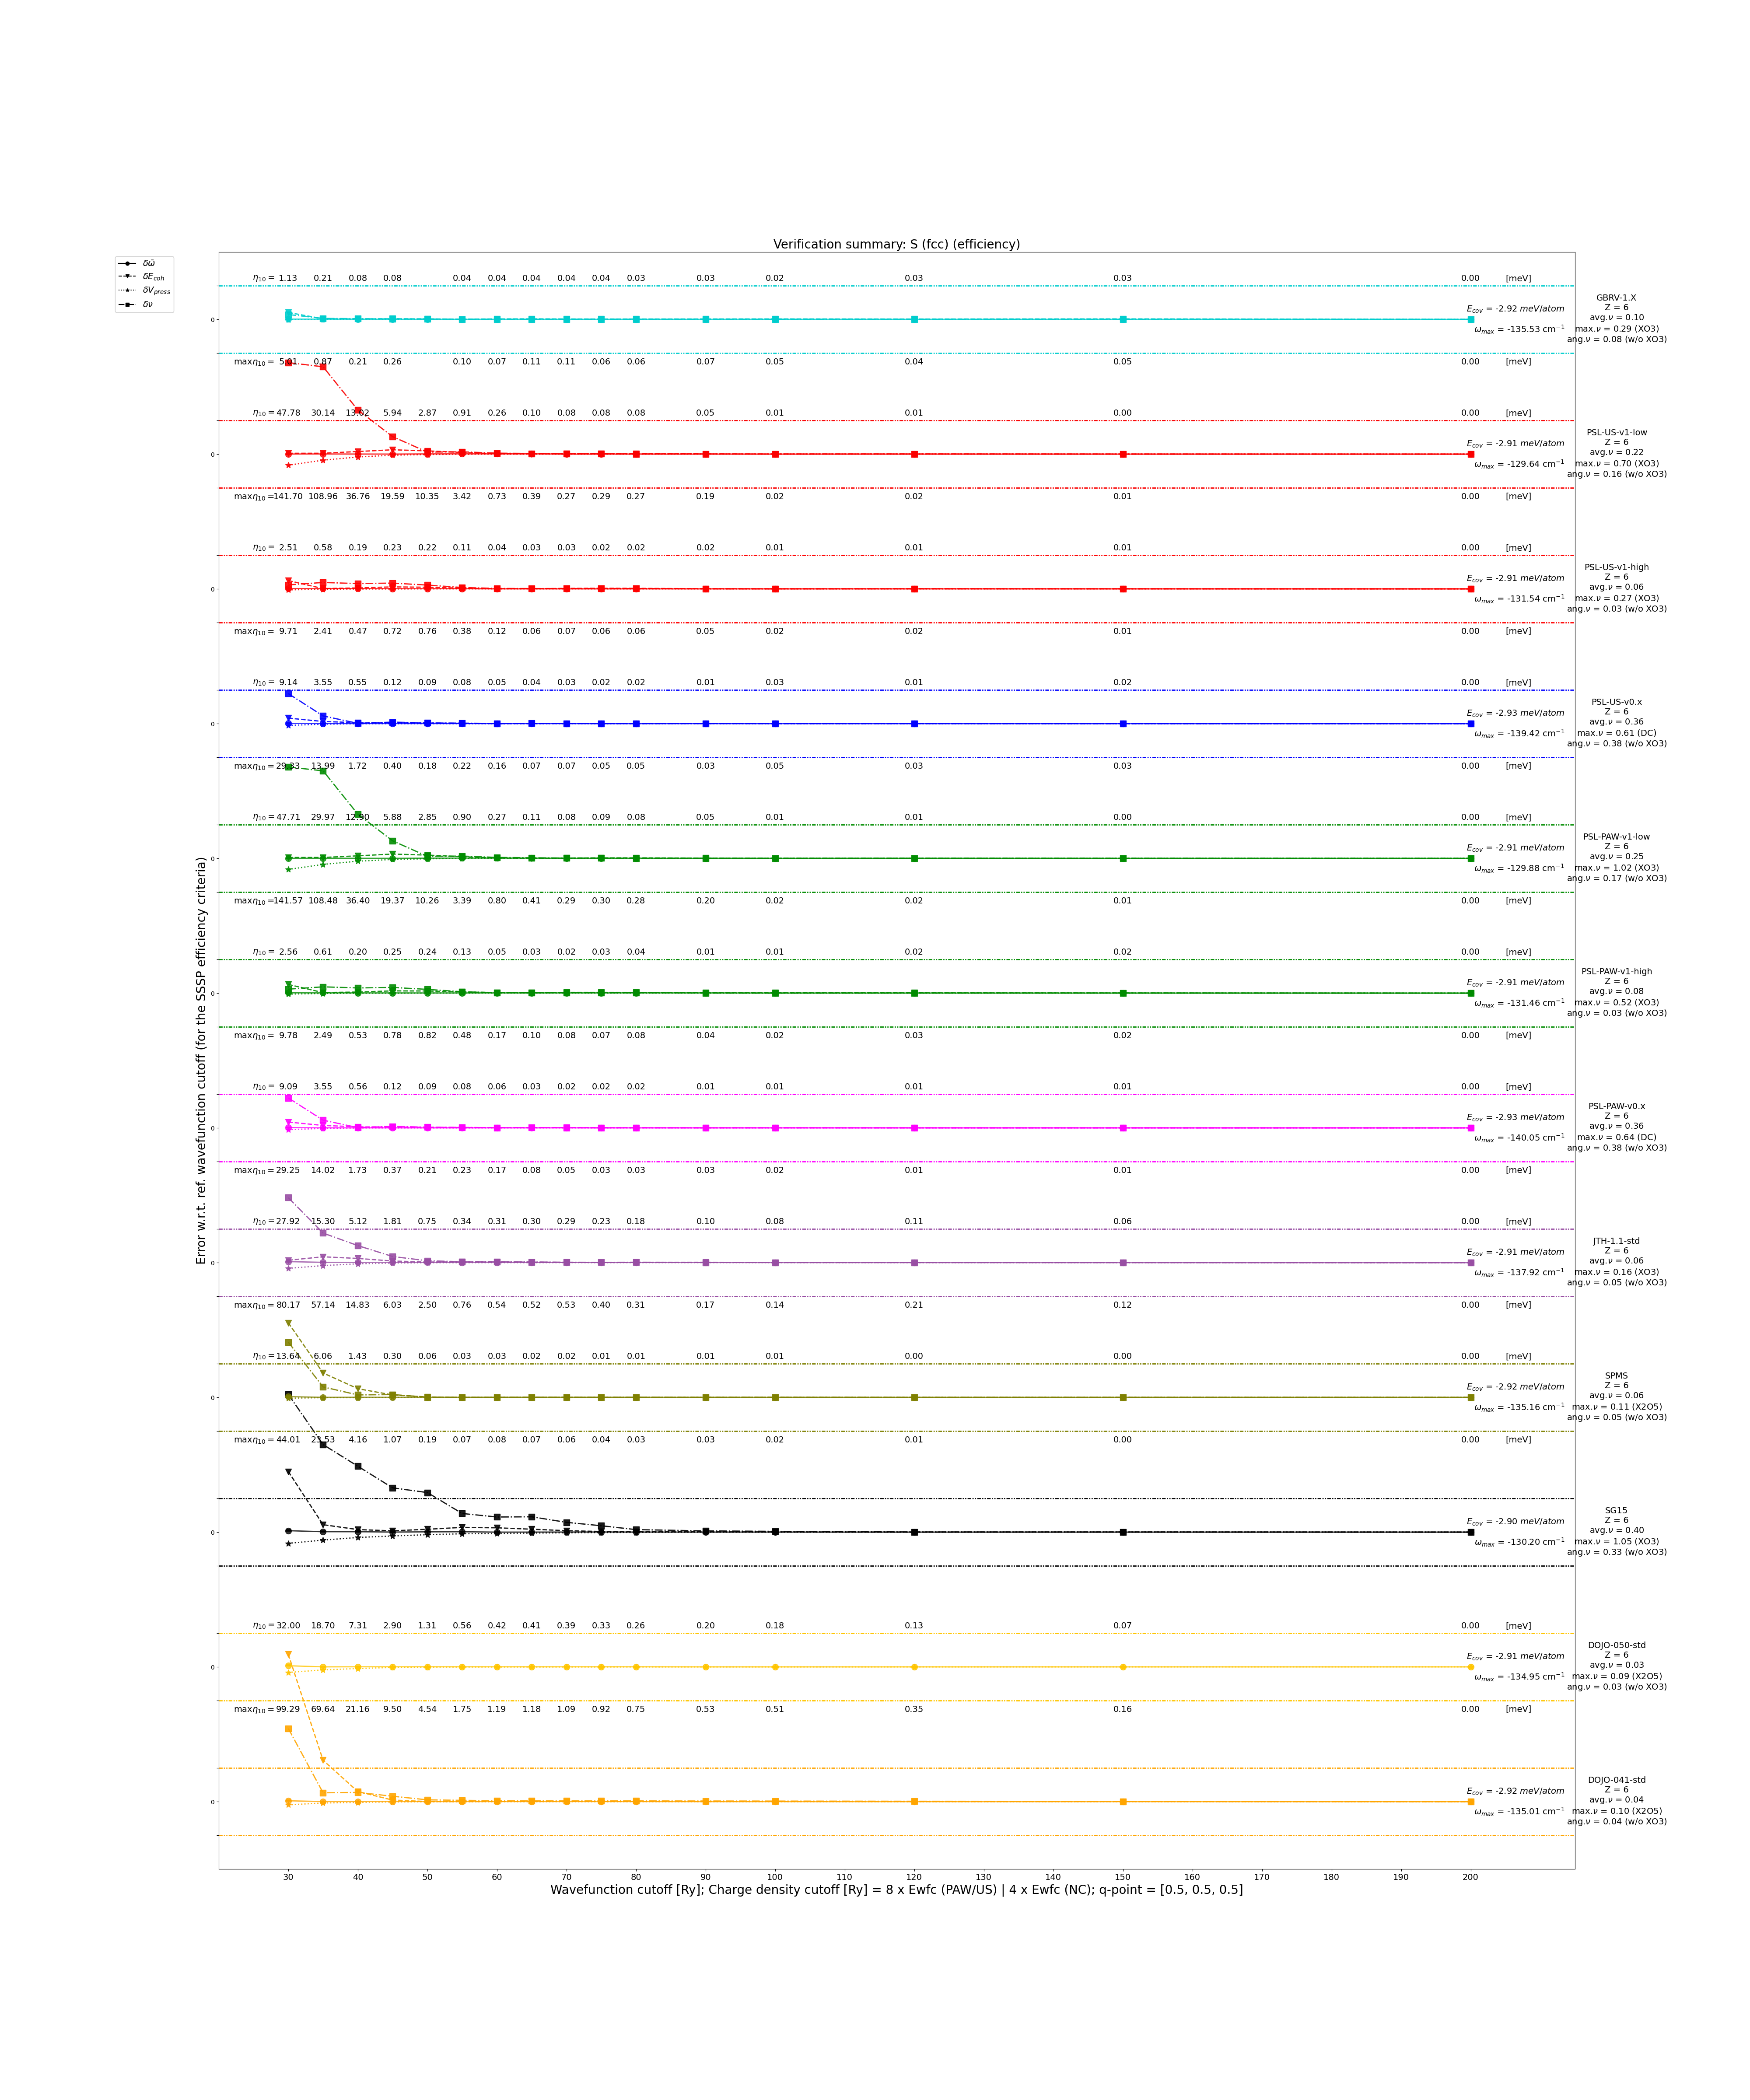 Verification summary: S (fcc) (efficiency)
δω̃
δE_coh
δV_press
δν
Error w.r.t. ref. wavefunction cutoff (for the SSSP efficiency criteria)
η₁₀ = 1.13 0.21 0.08 0.08 0.04 0.04 0.04 0.04 0.04 0.03 0.03 0.02 0.03 0.03 0.00 [meV]
0
E_cov = -2.92 meV/atom
ω_max = -135.53 cm⁻¹
GBRV-1.X
Z = 6
avg.ν = 0.10
max.ν = 0.29 (XO3)
ang.ν = 0.08 (w/o XO3)
maxη₁₀ = 0.87 0.21 0.26 0.10 0.07 0.11 0.11 0.06 0.06 0.07 0.05 0.04 0.05 0.00 [meV]
η₁₀ = 47.78 30.14 13.02 5.94 2.87 0.91 0.26 0.10 0.08 0.08 0.08 0.05 0.01 0.01 0.00 0.00 [meV]
0
E_cov = -2.91 meV/atom
ω_max = -129.64 cm⁻¹
PSL-US-v1-low
Z = 6
avg.ν = 0.22
max.ν = 0.70 (XO3)
ang.ν = 0.16 (w/o XO3)
maxη₁₀ = 141.70 108.96 36.76 19.59 10.35 3.42 0.73 0.39 0.27 0.29 0.27 0.19 0.02 0.02 0.01 0.00 [meV]
η₁₀ = 2.51 0.58 0.19 0.23 0.22 0.11 0.04 0.03 0.03 0.02 0.02 0.02 0.01 0.01 0.01 0.00 [meV]
0
E_cov = -2.91 meV/atom
ω_max = -131.54 cm⁻¹
PSL-US-v1-high
Z = 6
avg.ν = 0.06
max.ν = 0.27 (XO3)
ang.ν = 0.03 (w/o XO3)
maxη₁₀ = 9.71 2.41 0.47 0.72 0.76 0.38 0.12 0.06 0.07 0.06 0.06 0.05 0.02 0.02 0.01 0.00 [meV]
η₁₀ = 9.14 3.55 0.55 0.12 0.09 0.08 0.05 0.04 0.03 0.02 0.02 0.01 0.03 0.01 0.02 0.00 [meV]
0
E_cov = -2.93 meV/atom
ω_max = -139.42 cm⁻¹
PSL-US-v0.x
Z = 6
avg.ν = 0.36
max.ν = 0.61 (DC)
ang.ν = 0.38 (w/o XO3)
maxη₁₀ = 29.33 13.99 1.72 0.40 0.18 0.22 0.16 0.07 0.07 0.05 0.05 0.03 0.05 0.03 0.03 0.00 [meV]
η₁₀ = 47.71 29.97 12.90 5.88 2.85 0.90 0.27 0.11 0.08 0.09 0.08 0.05 0.01 0.01 0.00 0.00 [meV]
0
E_cov = -2.91 meV/atom
ω_max = -129.88 cm⁻¹
PSL-PAW-v1-low
Z = 6
avg.ν = 0.25
max.ν = 1.02 (XO3)
ang.ν = 0.17 (w/o XO3)
maxη₁₀ = 141.57 108.48 36.40 19.37 10.26 3.39 0.80 0.41 0.29 0.30 0.28 0.20 0.02 0.02 0.01 0.00 [meV]
η₁₀ = 2.56 0.61 0.20 0.25 0.24 0.13 0.05 0.03 0.02 0.03 0.04 0.01 0.01 0.02 0.02 0.00 [meV]
0
E_cov = -2.91 meV/atom
ω_max = -131.46 cm⁻¹
PSL-PAW-v1-high
Z = 6
avg.ν = 0.08
max.ν = 0.52 (XO3)
ang.ν = 0.03 (w/o XO3)
maxη₁₀ = 9.78 2.49 0.53 0.78 0.82 0.48 0.17 0.10 0.08 0.07 0.08 0.04 0.02 0.03 0.02 0.00 [meV]
η₁₀ = 9.09 3.55 0.56 0.12 0.09 0.08 0.06 0.03 0.02 0.02 0.02 0.01 0.01 0.01 0.01 0.00 [meV]
0
E_cov = -2.93 meV/atom
ω_max = -140.05 cm⁻¹
PSL-PAW-v0.x
Z = 6
avg.ν = 0.36
max.ν = 0.64 (DC)
ang.ν = 0.38 (w/o XO3)
maxη₁₀ = 29.25 14.02 1.73 0.37 0.21 0.23 0.17 0.08 0.05 0.03 0.03 0.03 0.02 0.01 0.01 0.00 [meV]
η₁₀ = 27.92 15.30 5.12 1.81 0.75 0.34 0.31 0.30 0.29 0.23 0.18 0.10 0.08 0.11 0.06 0.00 [meV]
0
E_cov = -2.91 meV/atom
ω_max = -137.92 cm⁻¹
JTH-1.1-std
Z = 6
avg.ν = 0.06
max.ν = 0.16 (XO3)
ang.ν = 0.05 (w/o XO3)
maxη₁₀ = 80.17 57.14 14.83 6.03 2.50 0.76 0.54 0.52 0.53 0.40 0.31 0.17 0.14 0.21 0.12 0.00 [meV]
η₁₀ = 13.64 6.06 1.43 0.30 0.06 0.03 0.03 0.02 0.02 0.01 0.01 0.01 0.01 0.00 0.00 0.00 [meV]
0
E_cov = -2.92 meV/atom
ω_max = -135.16 cm⁻¹
SPMS
Z = 6
avg.ν = 0.06
max.ν = 0.11 (X2O5)
ang.ν = 0.05 (w/o XO3)
maxη₁₀ = 44.01 4.16 1.07 0.19 0.07 0.08 0.07 0.06 0.04 0.03 0.03 0.02 0.01 0.00 0.00 [meV]
0
E_cov = -2.90 meV/atom
ω_max = -130.20 cm⁻¹
SG15
Z = 6
avg.ν = 0.40
max.ν = 1.05 (XO3)
ang.ν = 0.33 (w/o XO3)
η₁₀ = 32.00 18.70 7.31 2.90 1.31 0.56 0.42 0.41 0.39 0.33 0.26 0.20 0.18 0.13 0.07 0.00 [meV]
0
E_cov = -2.91 meV/atom
ω_max = -134.95 cm⁻¹
DOJO-050-std
Z = 6
avg.ν = 0.03
max.ν = 0.09 (X2O5)
ang.ν = 0.03 (w/o XO3)
maxη₁₀ = 99.29 69.64 21.16 9.50 4.54 1.75 1.19 1.18 1.09 0.92 0.75 0.53 0.51 0.35 0.16 0.00 [meV]
0
E_cov = -2.92 meV/atom
ω_max = -135.01 cm⁻¹
DOJO-041-std
Z = 6
avg.ν = 0.04
max.ν = 0.10 (X2O5)
ang.ν = 0.04 (w/o XO3)
30 40 50 60 70 80 90 100 110 120 130 140 150 160 170 180 190 200
Wavefunction cutoff [Ry]; Charge density cutoff [Ry] = 8 x Ewfc (PAW/US) | 4 x Ewfc (NC); q-point = [0.5, 0.5, 0.5]